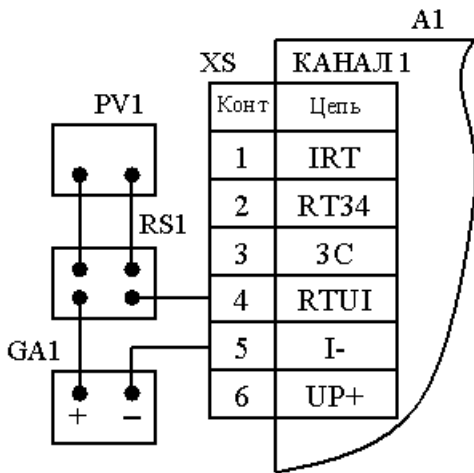 A1
XS КАНАЛ 1
PV1 Конт Цепь
1 IRT
2 RT34
RS1
3 3C
4 RTUI
GA1
5 I-
6 UP+
+ −